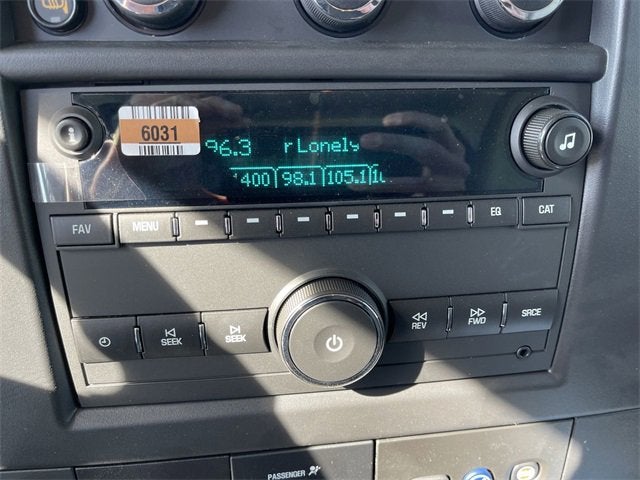 6031
96.3 r Lonely
400 98.1 105.1
FAV MENU EQ CAT
SEEK SEEK REV FWD SRCE
PASSENGER